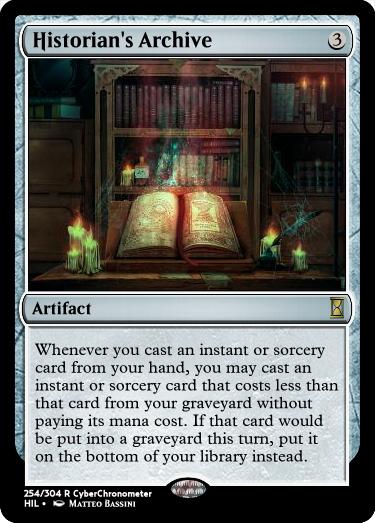 Historian's Archive 3
Artifact
Whenever you cast an instant or sorcery
card from your hand, you may cast an
instant or sorcery card that costs less than
that card from your graveyard without
paying its mana cost. If that card would
be put into a graveyard this turn, put it
on the bottom of your library instead.
254/304 R CyberChronometer
HIL • Matteo Bassini